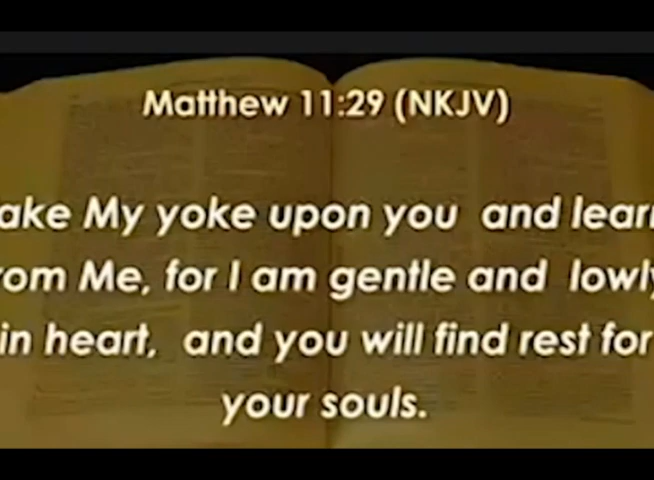 Matthew 11:29 (NKJV)
ake My yoke upon you and lear
rom Me, for I am gentle and lowly
in heart, and you will find rest for
your souls.